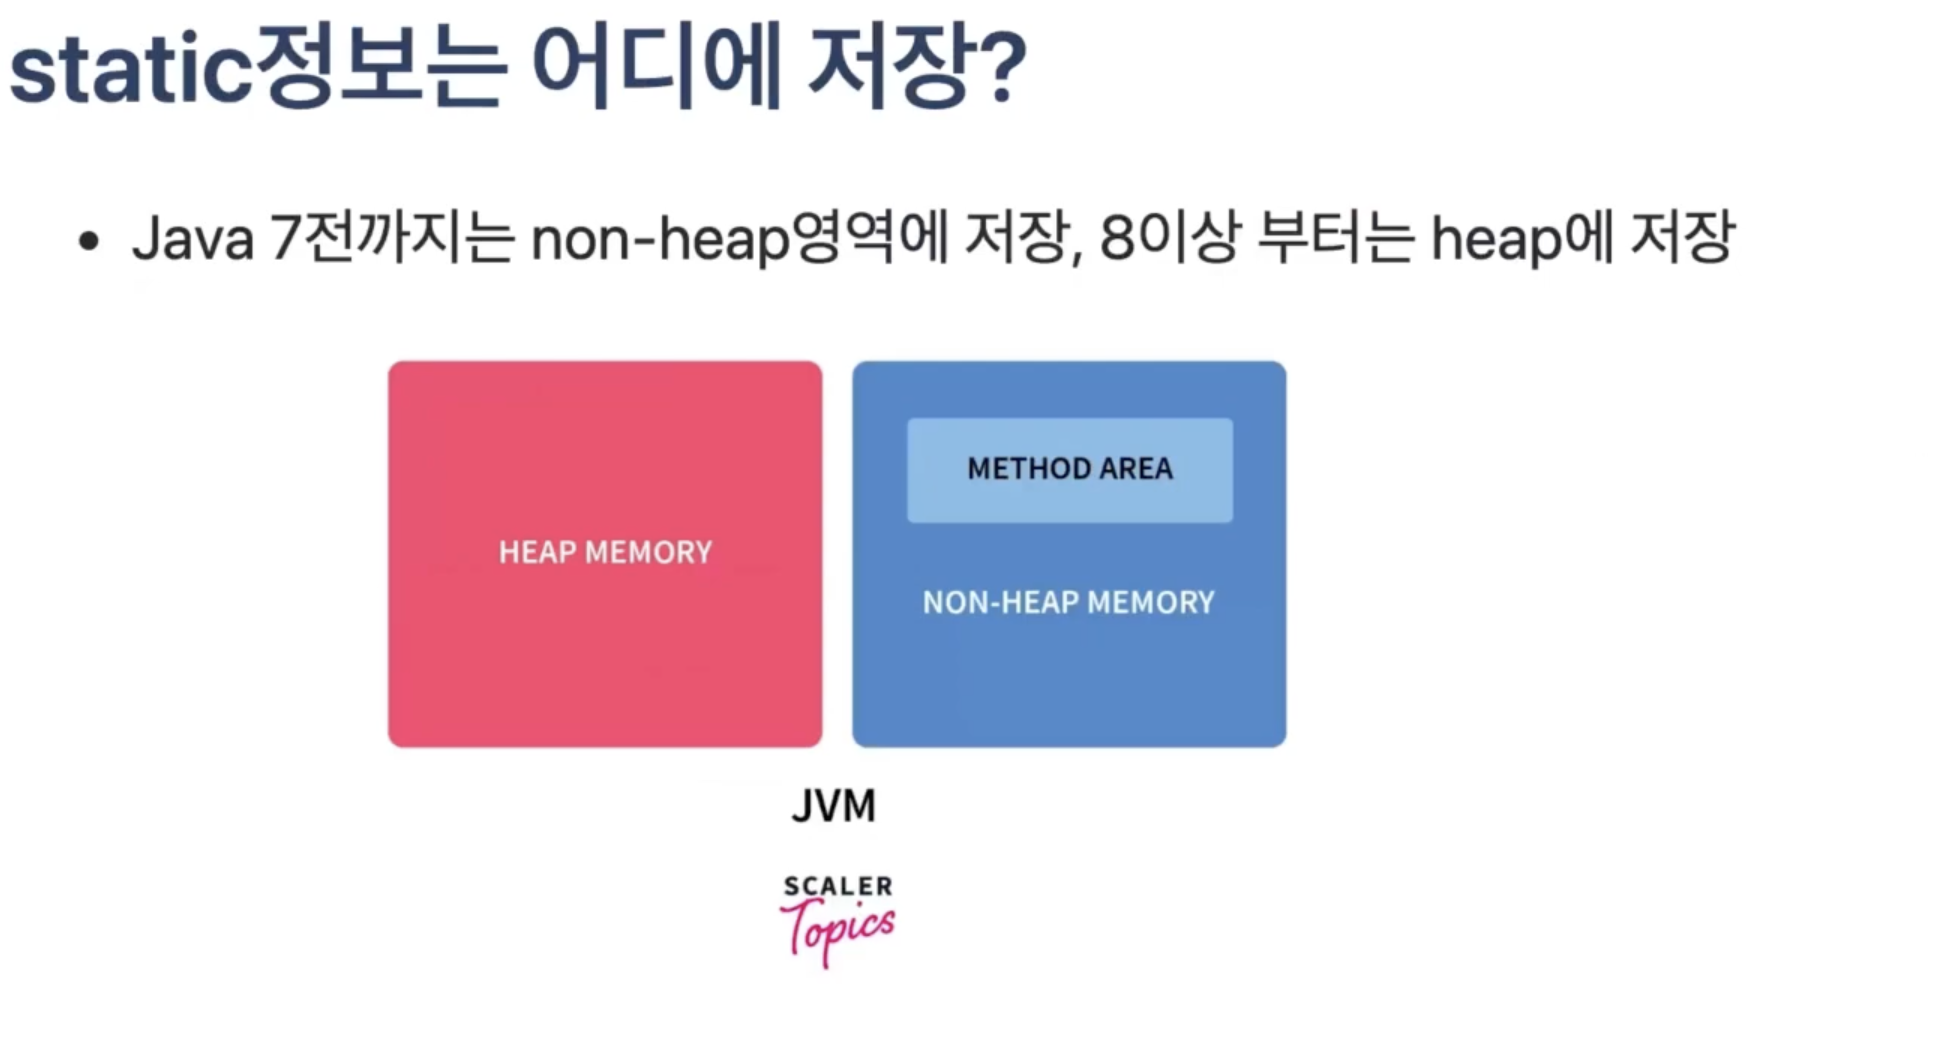 static정보는 어디에 저장?
• Java 7전까지는 non-heap영역에 저장, 8이상 부터는 heap에 저장
HEAP MEMORY
METHOD AREA
NON-HEAP MEMORY
JVM
SCALER
Topics